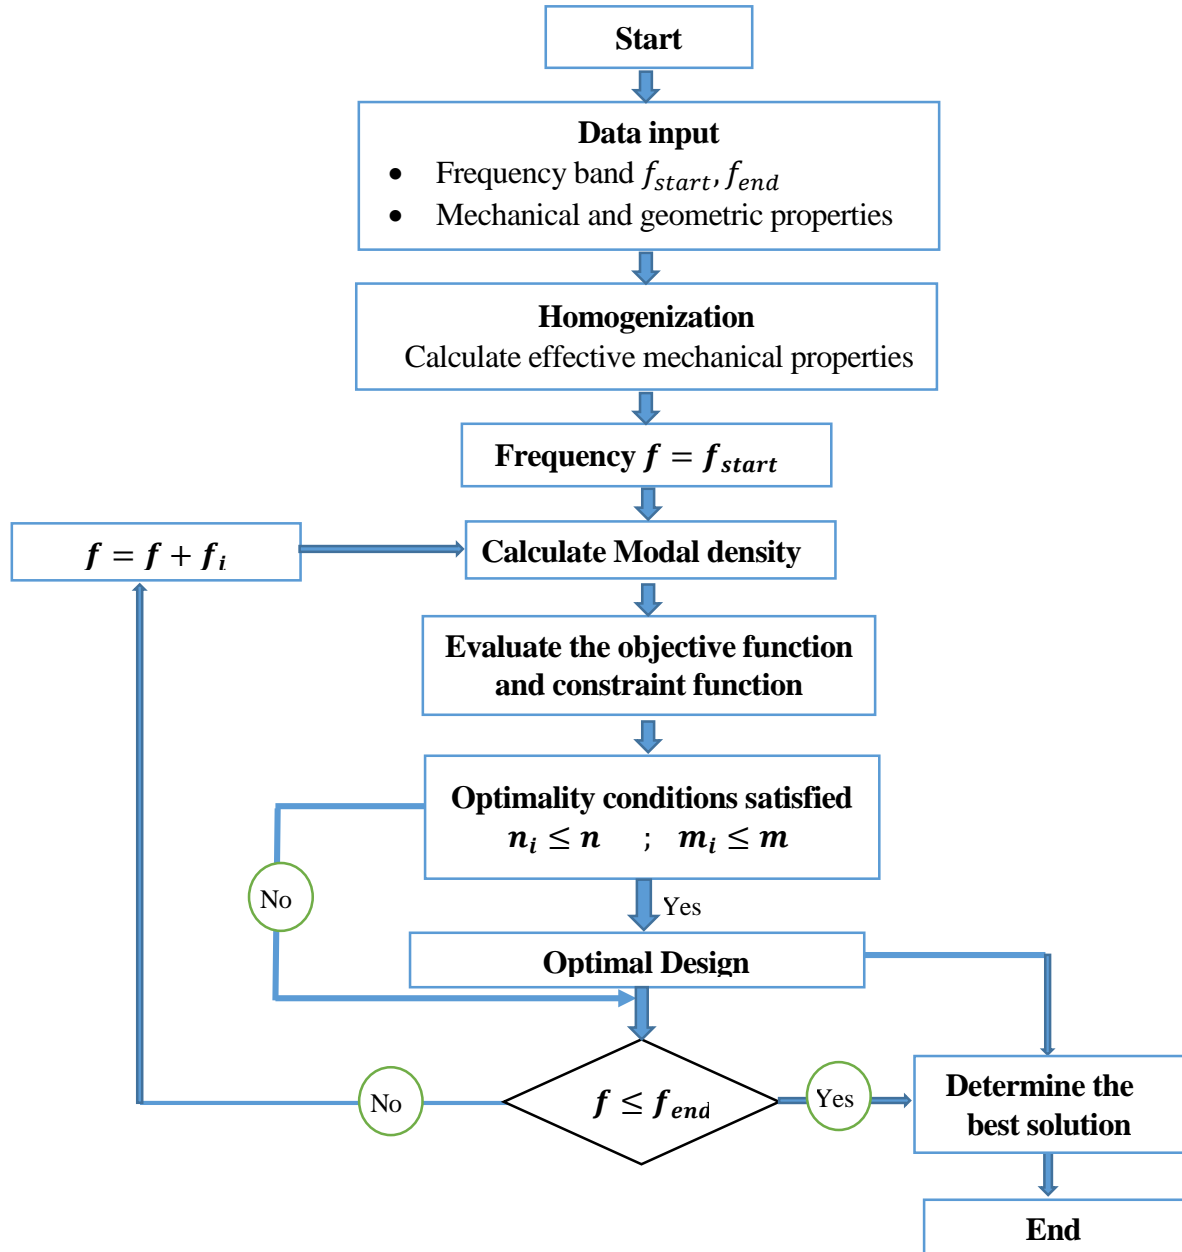 Start
Data input
• Frequency band f_start, f_end
• Mechanical and geometric properties
Homogenization
Calculate effective mechanical properties
Frequency f = f_start
f = f + f_i
Calculate Modal density
Evaluate the objective function
and constraint function
Optimality conditions satisfied
n_i ≤ n ; m_i ≤ m
No
Yes
Optimal Design
No
f ≤ f_end
Yes
Determine the
best solution
End